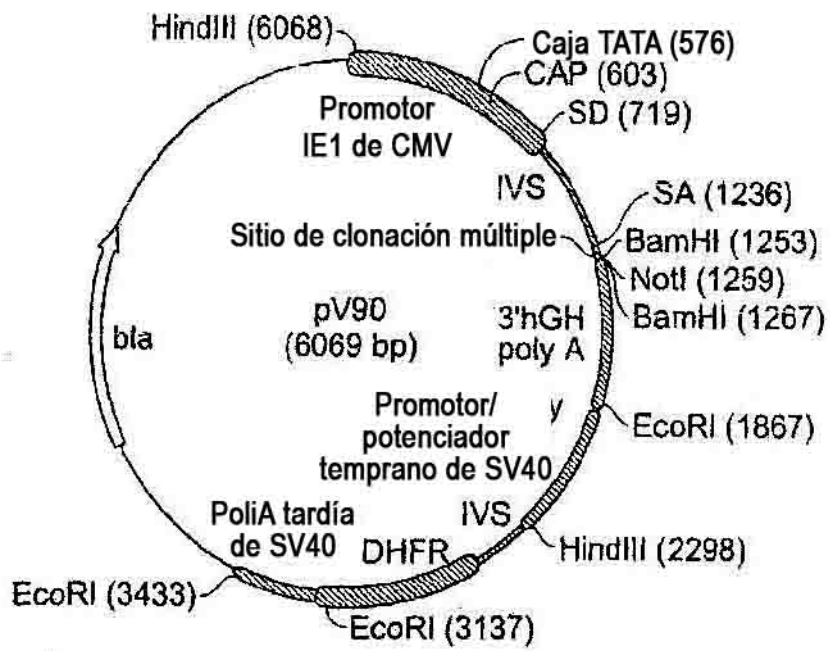 HindIII (6068)
Caja TATA (576)
CAP (603)
SD (719)
Promotor
IE1 de CMV
IVS
SA (1236)
Sitio de clonación múltiple
BamHI (1253)
NotI (1259)
BamHI (1267)
bla
pV90
(6069 bp)
3'hGH
poly A
Promotor/
potenciador
temprano de SV40
y
EcoRI (1867)
PoliA tardía
de SV40
IVS
DHFR
HindIII (2298)
EcoRI (3433)
EcoRI (3137)